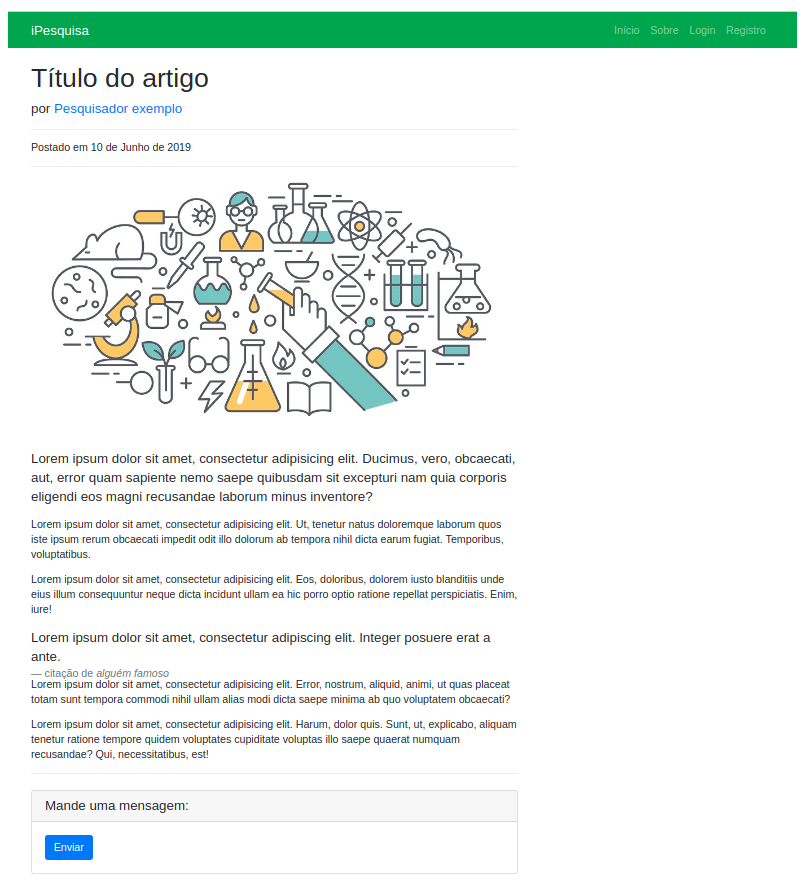 iPesquisa
Início Sobre Login Registro
Título do artigo
por Pesquisador exemplo
Postado em 10 de Junho de 2019
Lorem ipsum dolor sit amet, consectetur adipisicing elit. Ducimus, vero, obcaecati,
aut, error quam sapiente nemo saepe quibusdam sit excepturi nam quia corporis
eligendi eos magni recusandae laborum minus inventore?
Lorem ipsum dolor sit amet, consectetur adipisicing elit. Ut, tenetur natus doloremque laborum quos
iste ipsum rerum obcaecati impedit odit illo dolorum ab tempora nihil dicta earum fugiat. Temporibus,
voluptatibus.
Lorem ipsum dolor sit amet, consectetur adipisicing elit. Eos, doloribus, dolorem iusto blanditiis unde
eius illum consequuntur neque dicta incidunt ullam ea hic porro optio ratione repellat perspiciatis. Enim,
iure!
Lorem ipsum dolor sit amet, consectetur adipiscing elit. Integer posuere erat a
ante.
— citação de alguém famoso
Lorem ipsum dolor sit amet, consectetur adipisicing elit. Error, nostrum, aliquid, animi, ut quas placeat
totam sunt tempora commodi nihil ullam alias modi dicta saepe minima ab quo voluptatem obcaecati?
Lorem ipsum dolor sit amet, consectetur adipisicing elit. Harum, dolor quis. Sunt, ut, explicabo, aliquam
tenetur ratione tempore quidem voluptates cupiditate voluptas illo saepe quaerat numquam
recusandae? Qui, necessitatibus, est!
Mande uma mensagem:
Enviar